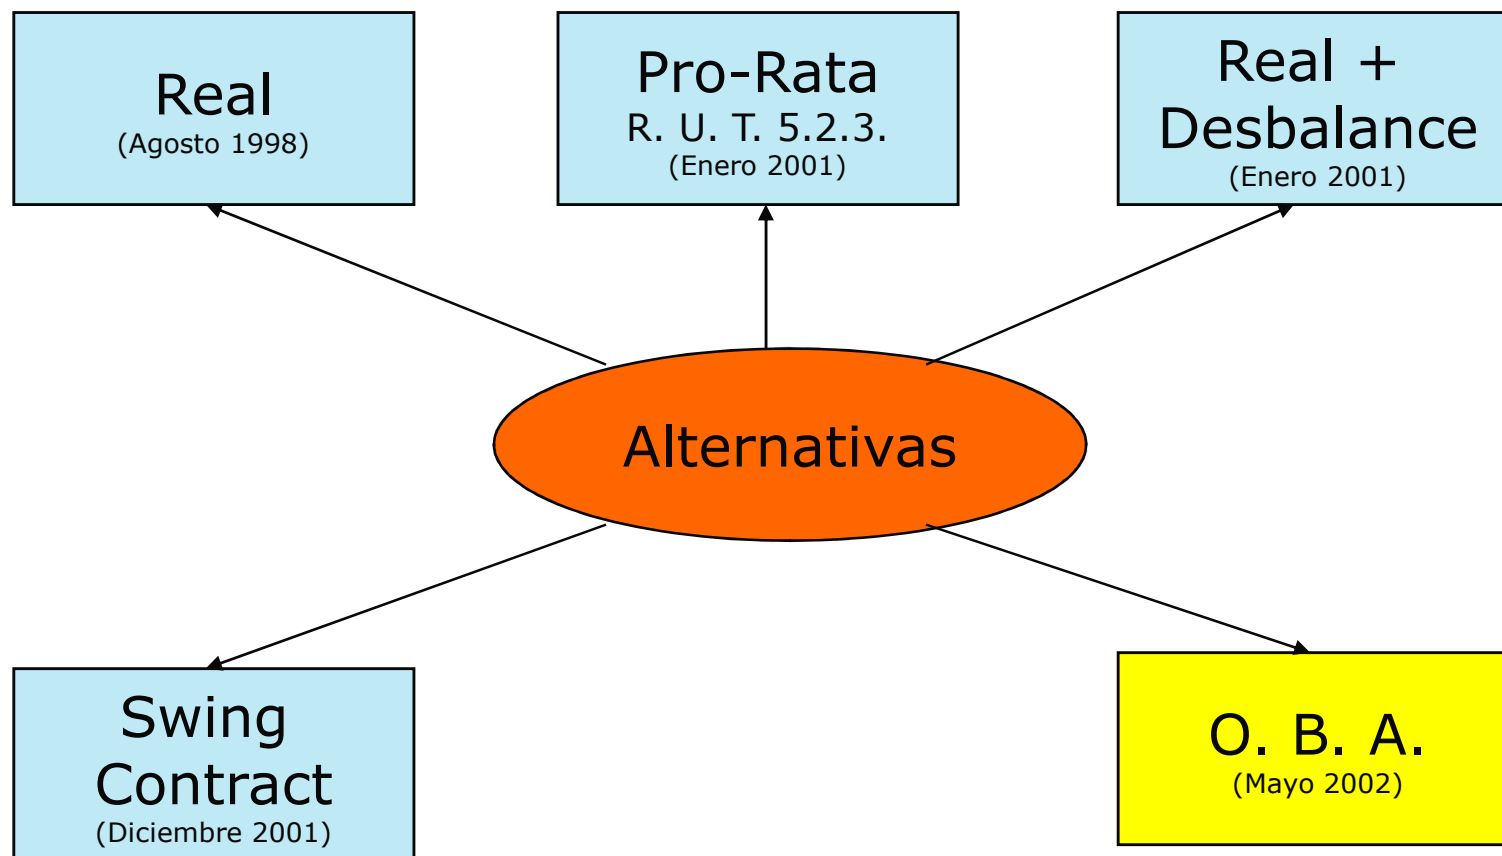 Real
(Agosto 1998)
Pro-Rata
R. U. T. 5.2.3.
(Enero 2001)
Real +
Desbalance
(Enero 2001)
Alternativas
Swing
Contract
(Diciembre 2001)
O. B. A.
(Mayo 2002)